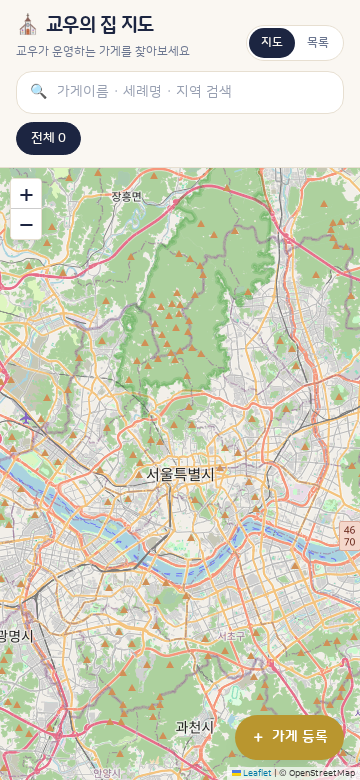 교우의 집 지도
교우가 운영하는 가게를 찾아보세요
지도
목록
가게이름 · 세례명 · 지역 검색
전체 0
+
−
장흥면
서울특별시
46
70
광명시
서초구
과천시
안양시
+ 가게 등록
Leaflet | © OpenStreetMap